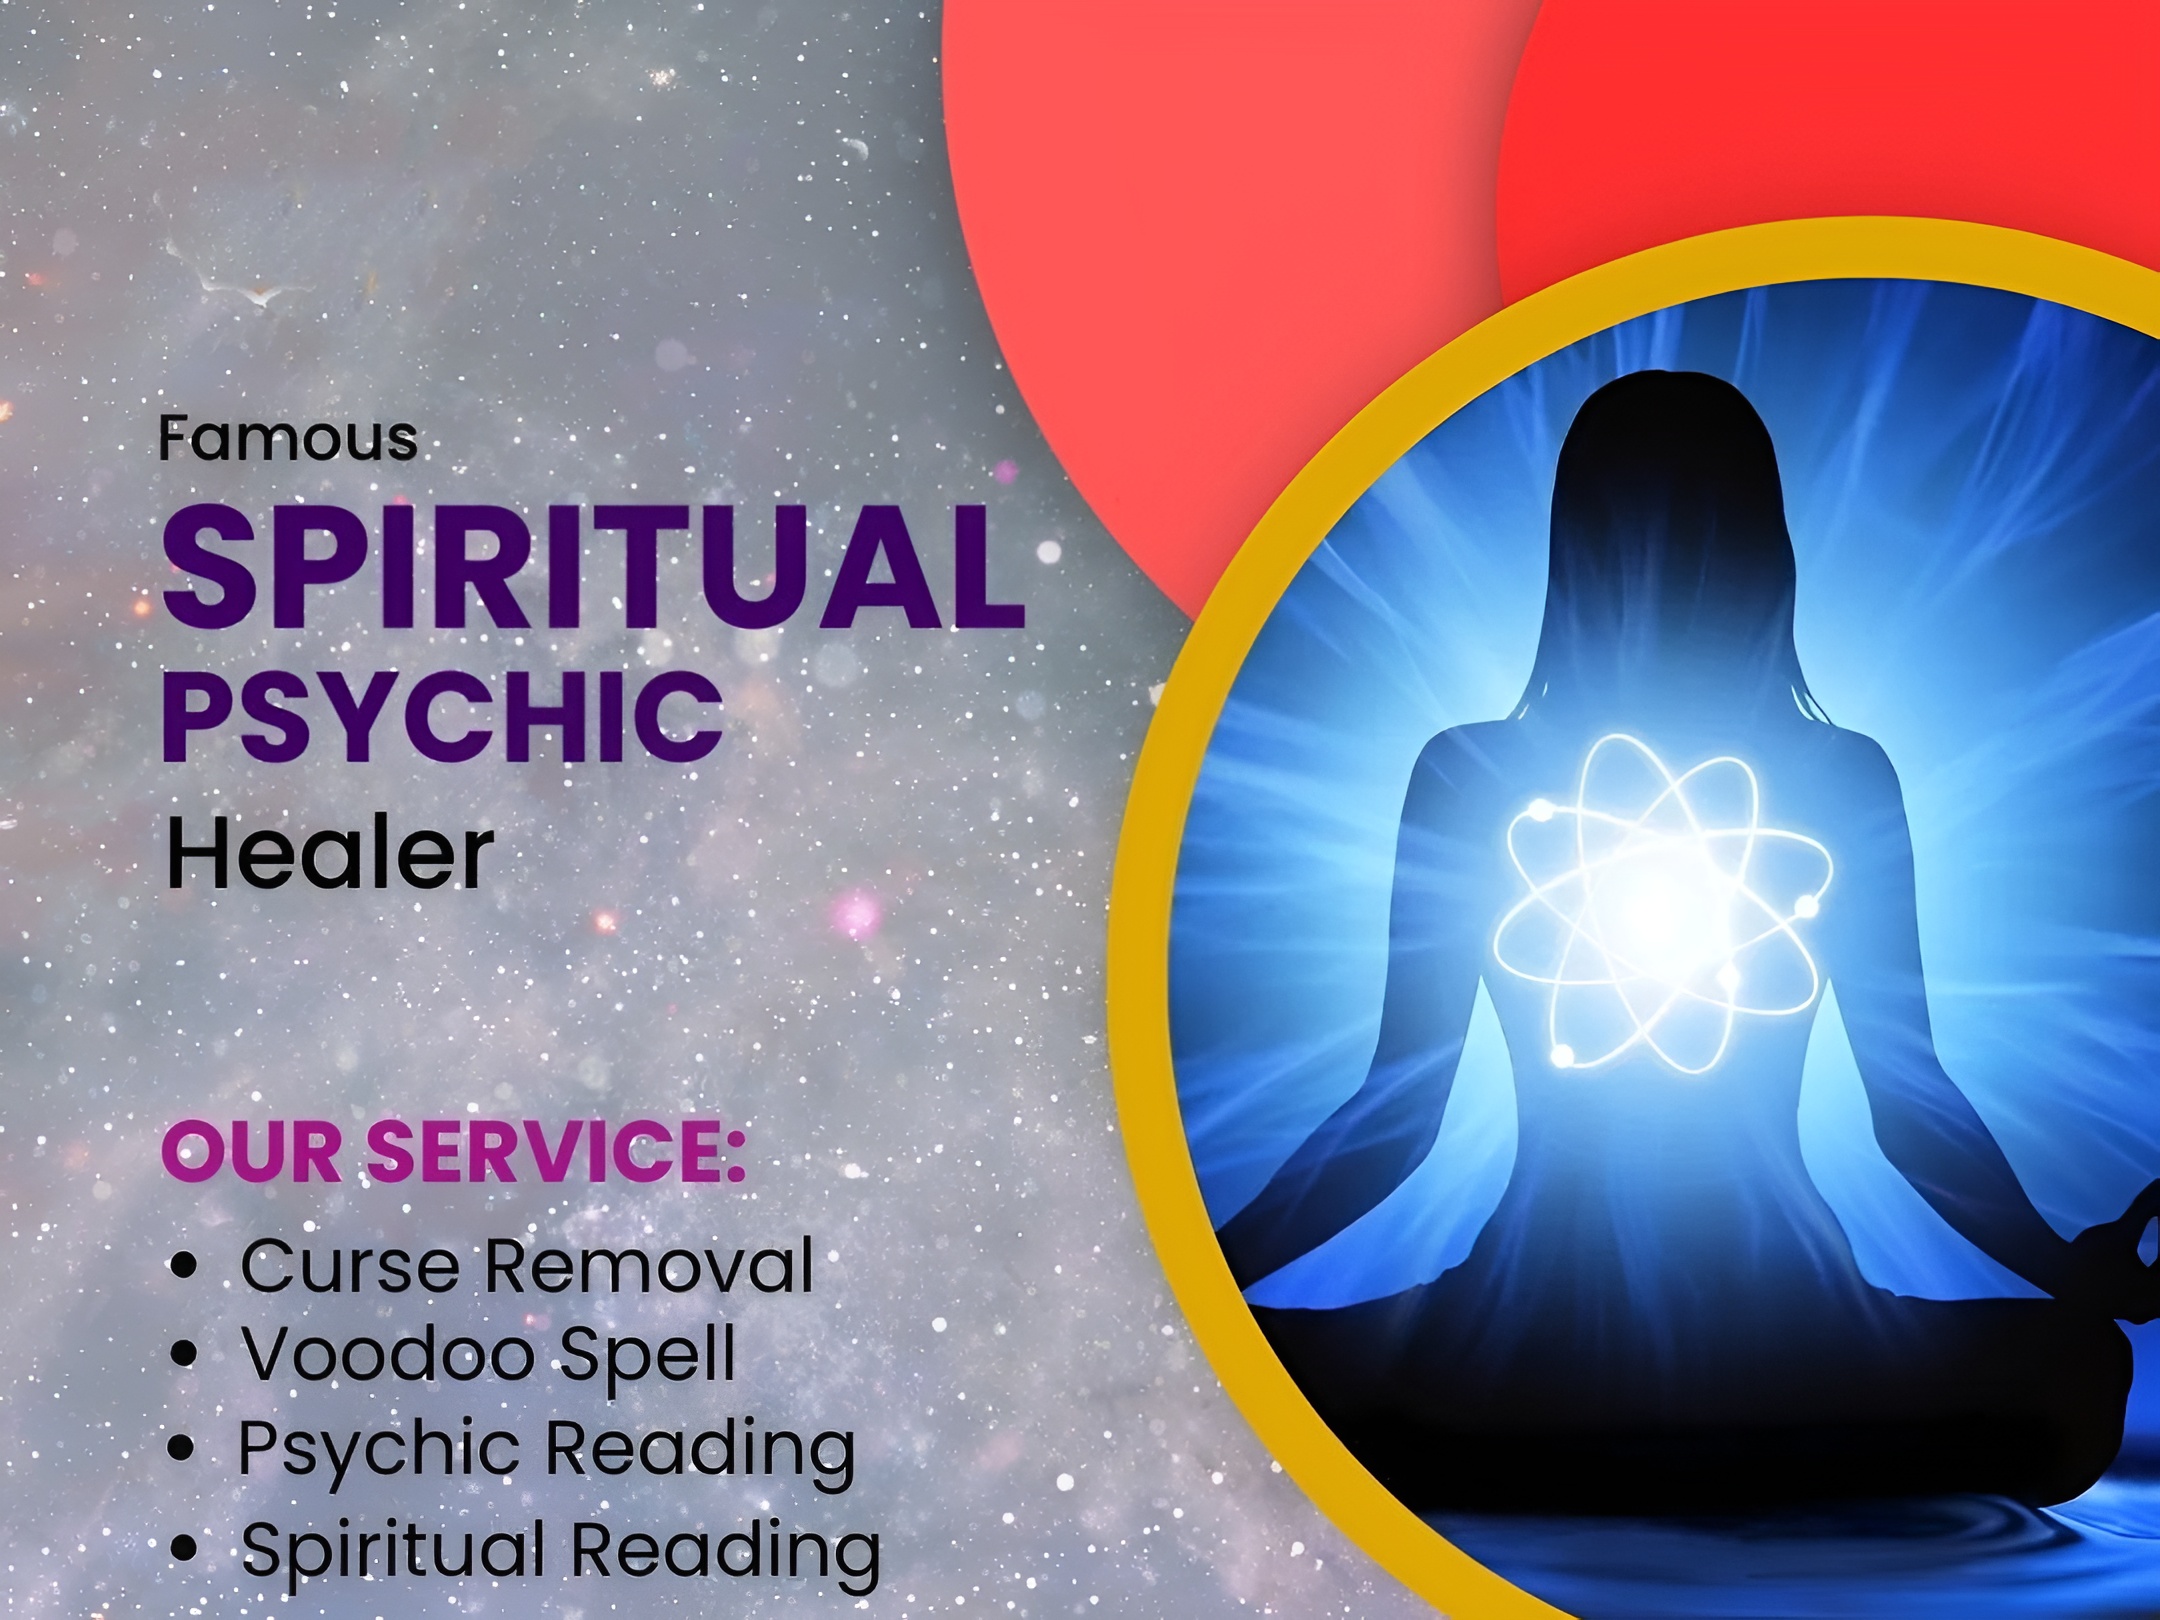 Famous
SPIRITUAL
PSYCHIC
Healer
OUR SERVICE:
• Curse Removal
• Voodoo Spell
• Psychic Reading
• Spiritual Reading